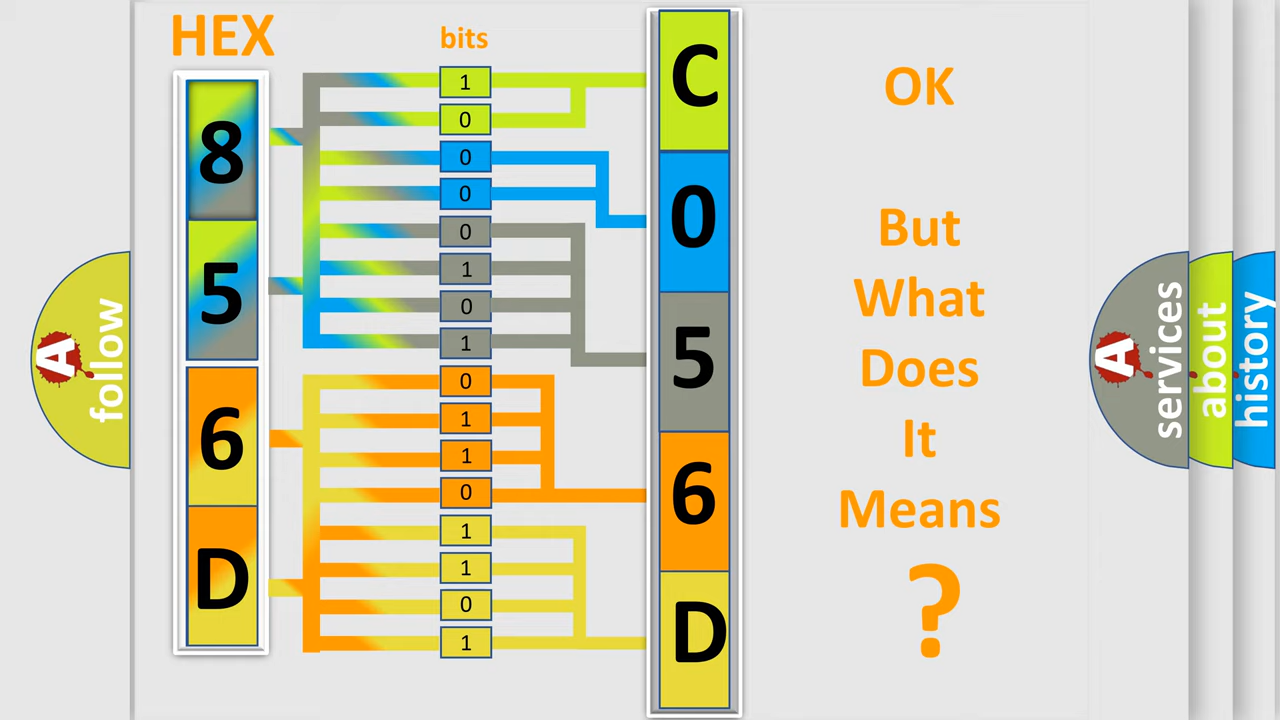 HEX
bits
8
5
6
D
1
0
0
0
0
1
0
1
0
1
1
0
1
1
0
1
C
0
5
6
D
OK
But
What
Does
It
Means
?
A
follow
A
services
about
history